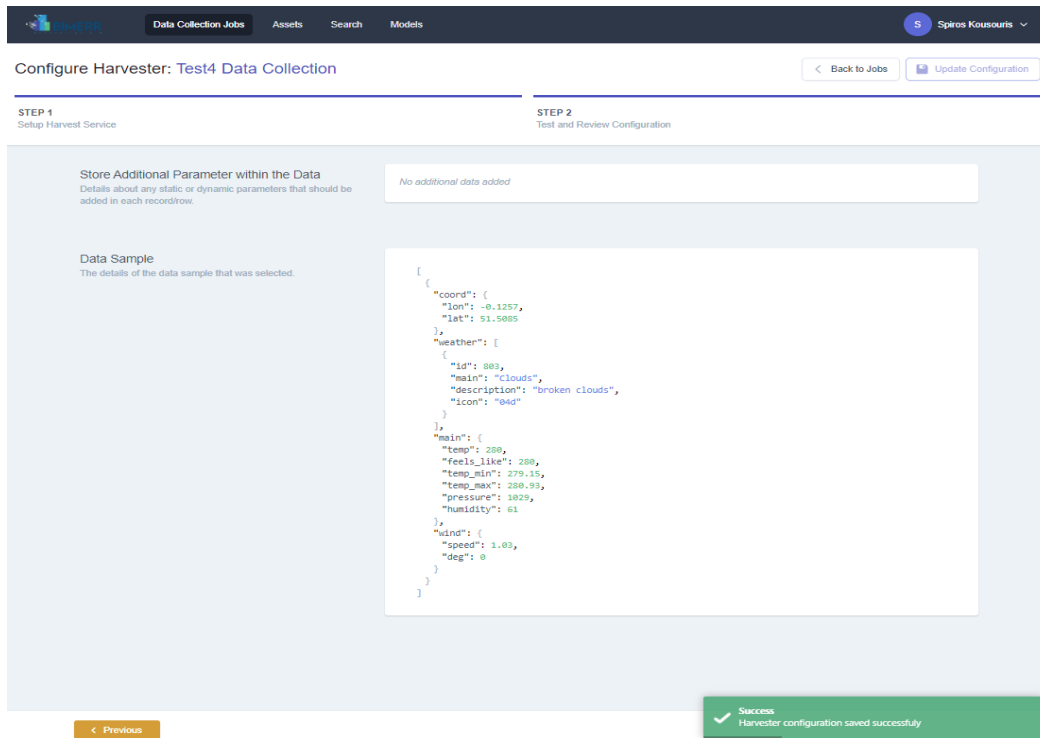 BIMERR
Data Collection Jobs Assets Search Models S Spiros Kousouris
Configure Harvester: Test4 Data Collection
Back to Jobs Update Configuration
STEP 1
Setup Harvest Service
STEP 2
Test and Review Configuration
Store Additional Parameter within the Data
Details about any static or dynamic parameters that should be
added in each record/row.
No additional data added
Data Sample
The details of the data sample that was selected.
[
{
"coord": {
"lon": -0.1257,
"lat": 51.5085
},
"weather": [
{
"id": 803,
"main": "Clouds",
"description": "broken clouds",
"icon": "04d"
}
],
"main": {
"temp": 280,
"feels_like": 280,
"temp_min": 279.15,
"temp_max": 280.93,
"pressure": 1029,
"humidity": 61
},
"wind": {
"speed": 1.03,
"deg": 0
}
}
]
Previous
Success
Harvester configuration saved successfuly